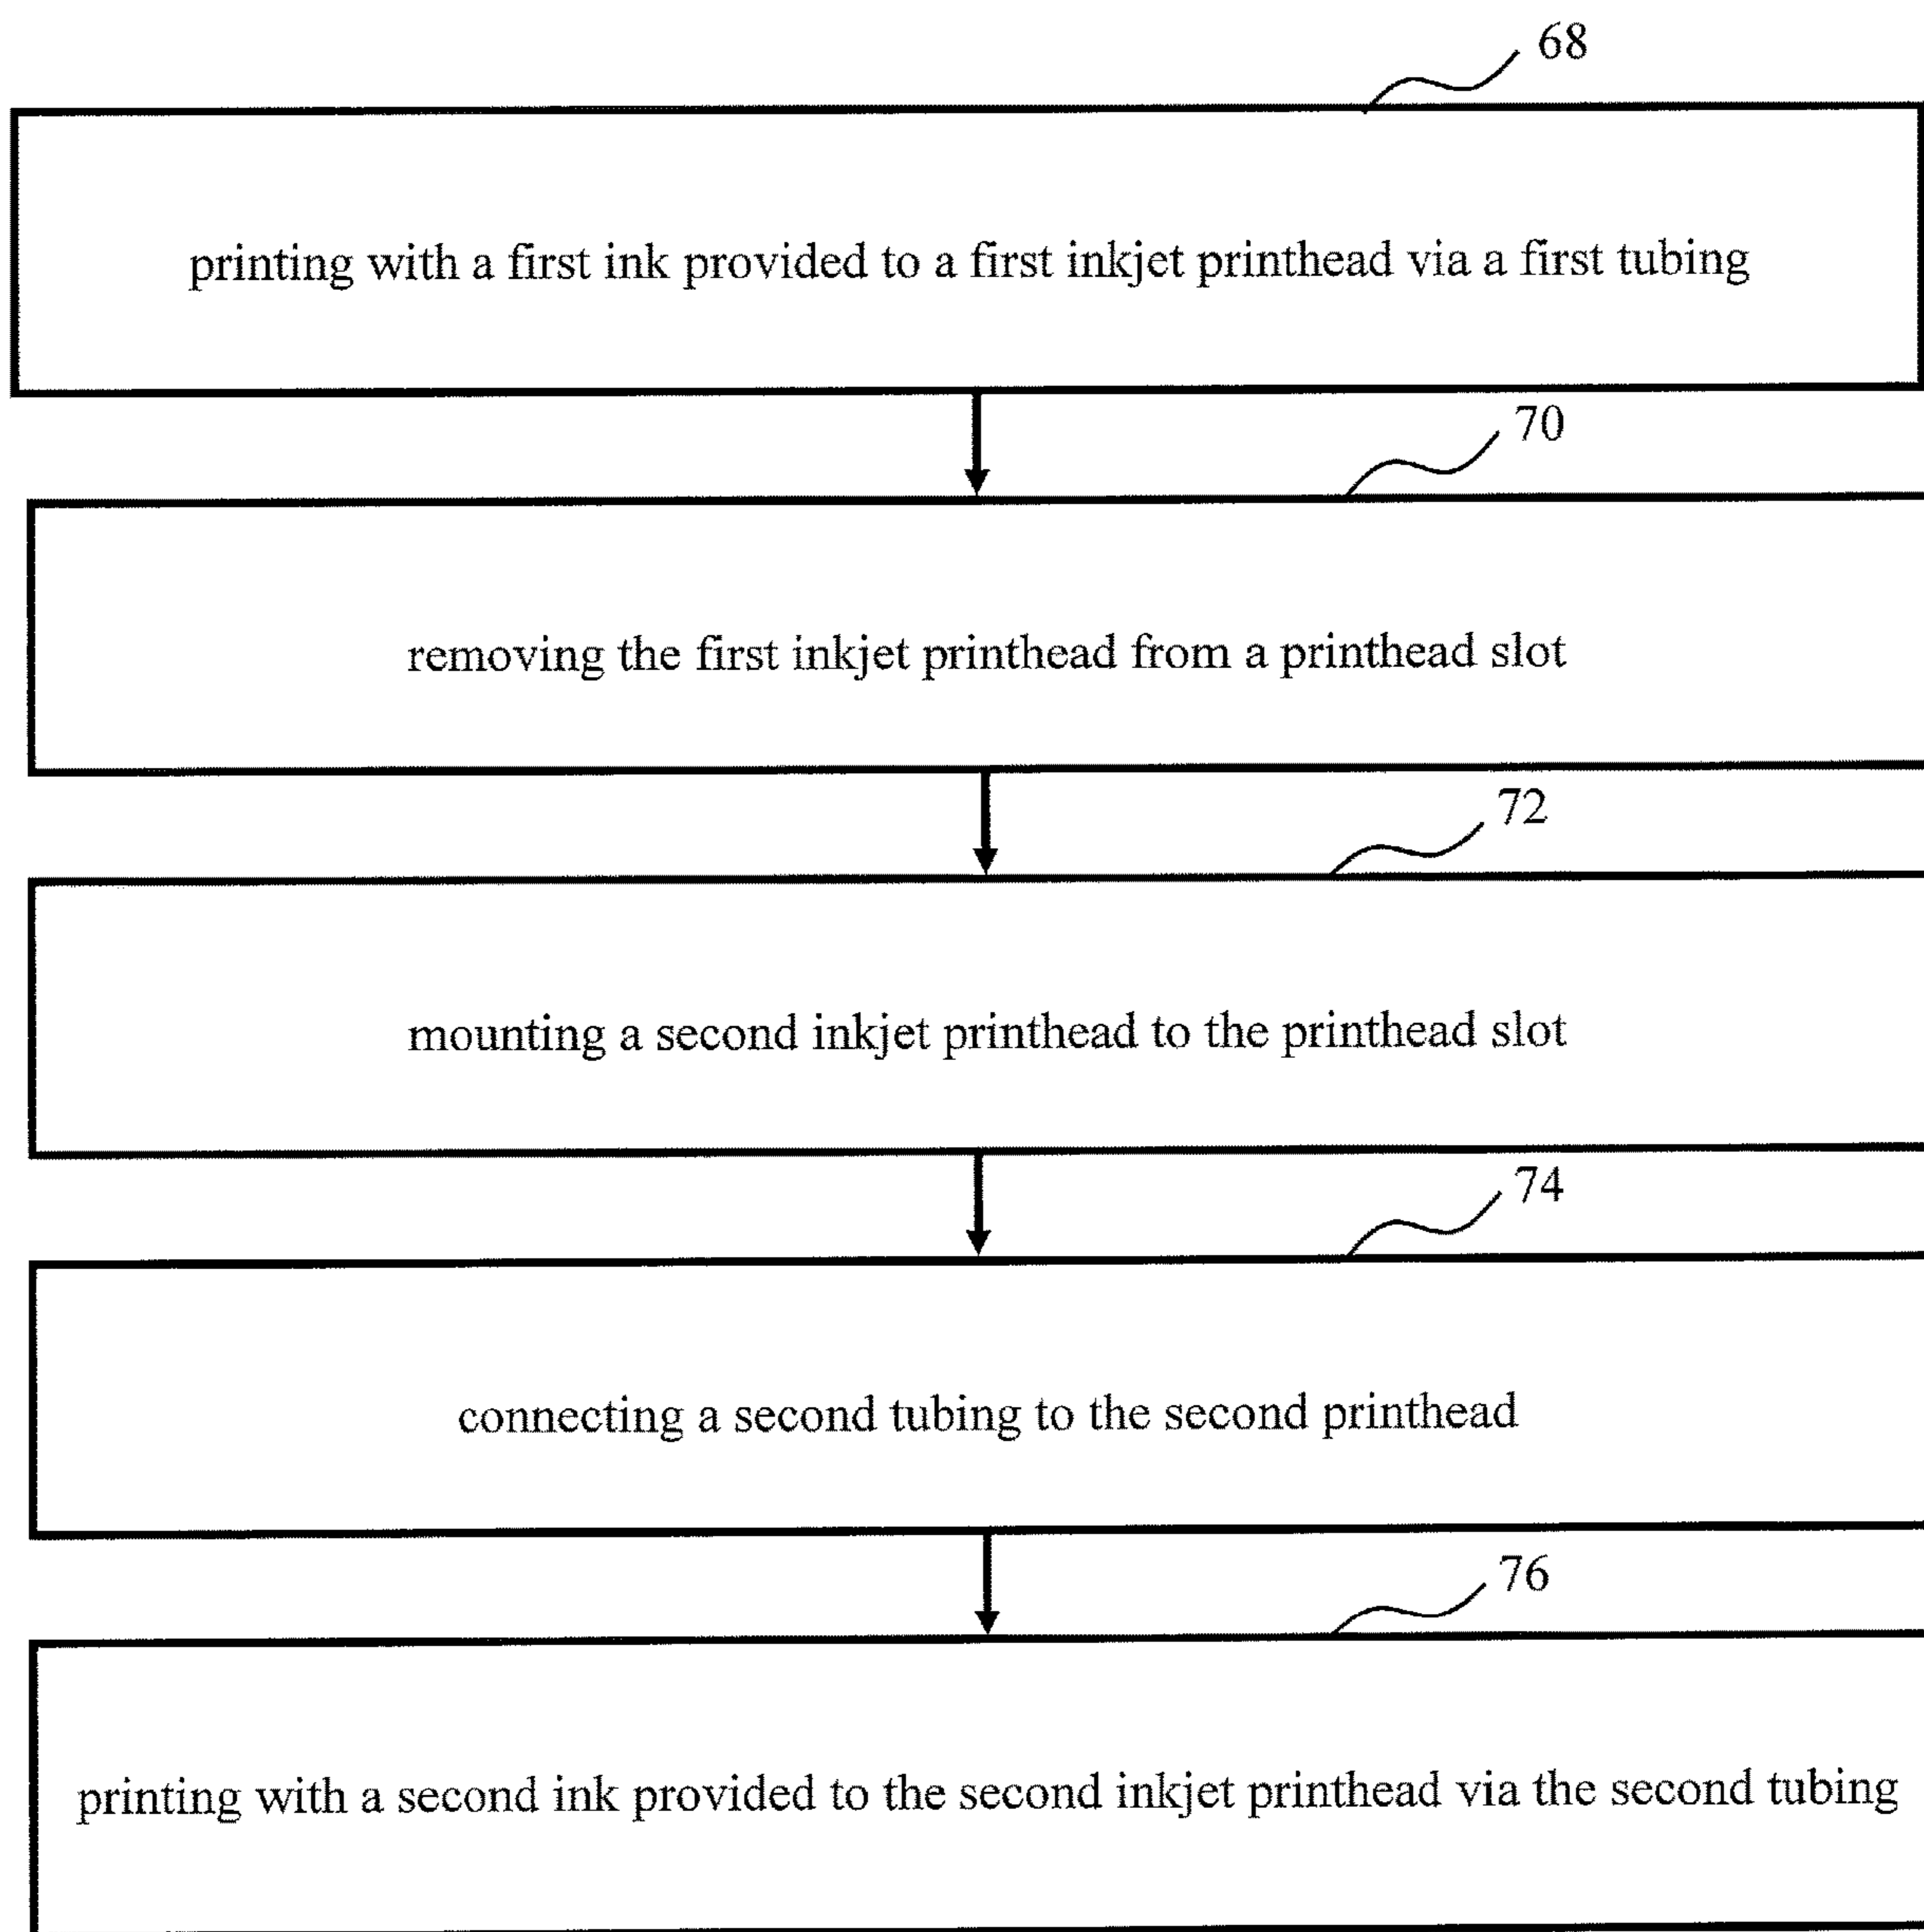 68
printing with a first ink provided to a first inkjet printhead via a first tubing
70
removing the first inkjet printhead from a printhead slot
72
mounting a second inkjet printhead to the printhead slot
74
connecting a second tubing to the second printhead
76
printing with a second ink provided to the second inkjet printhead via the second tubing